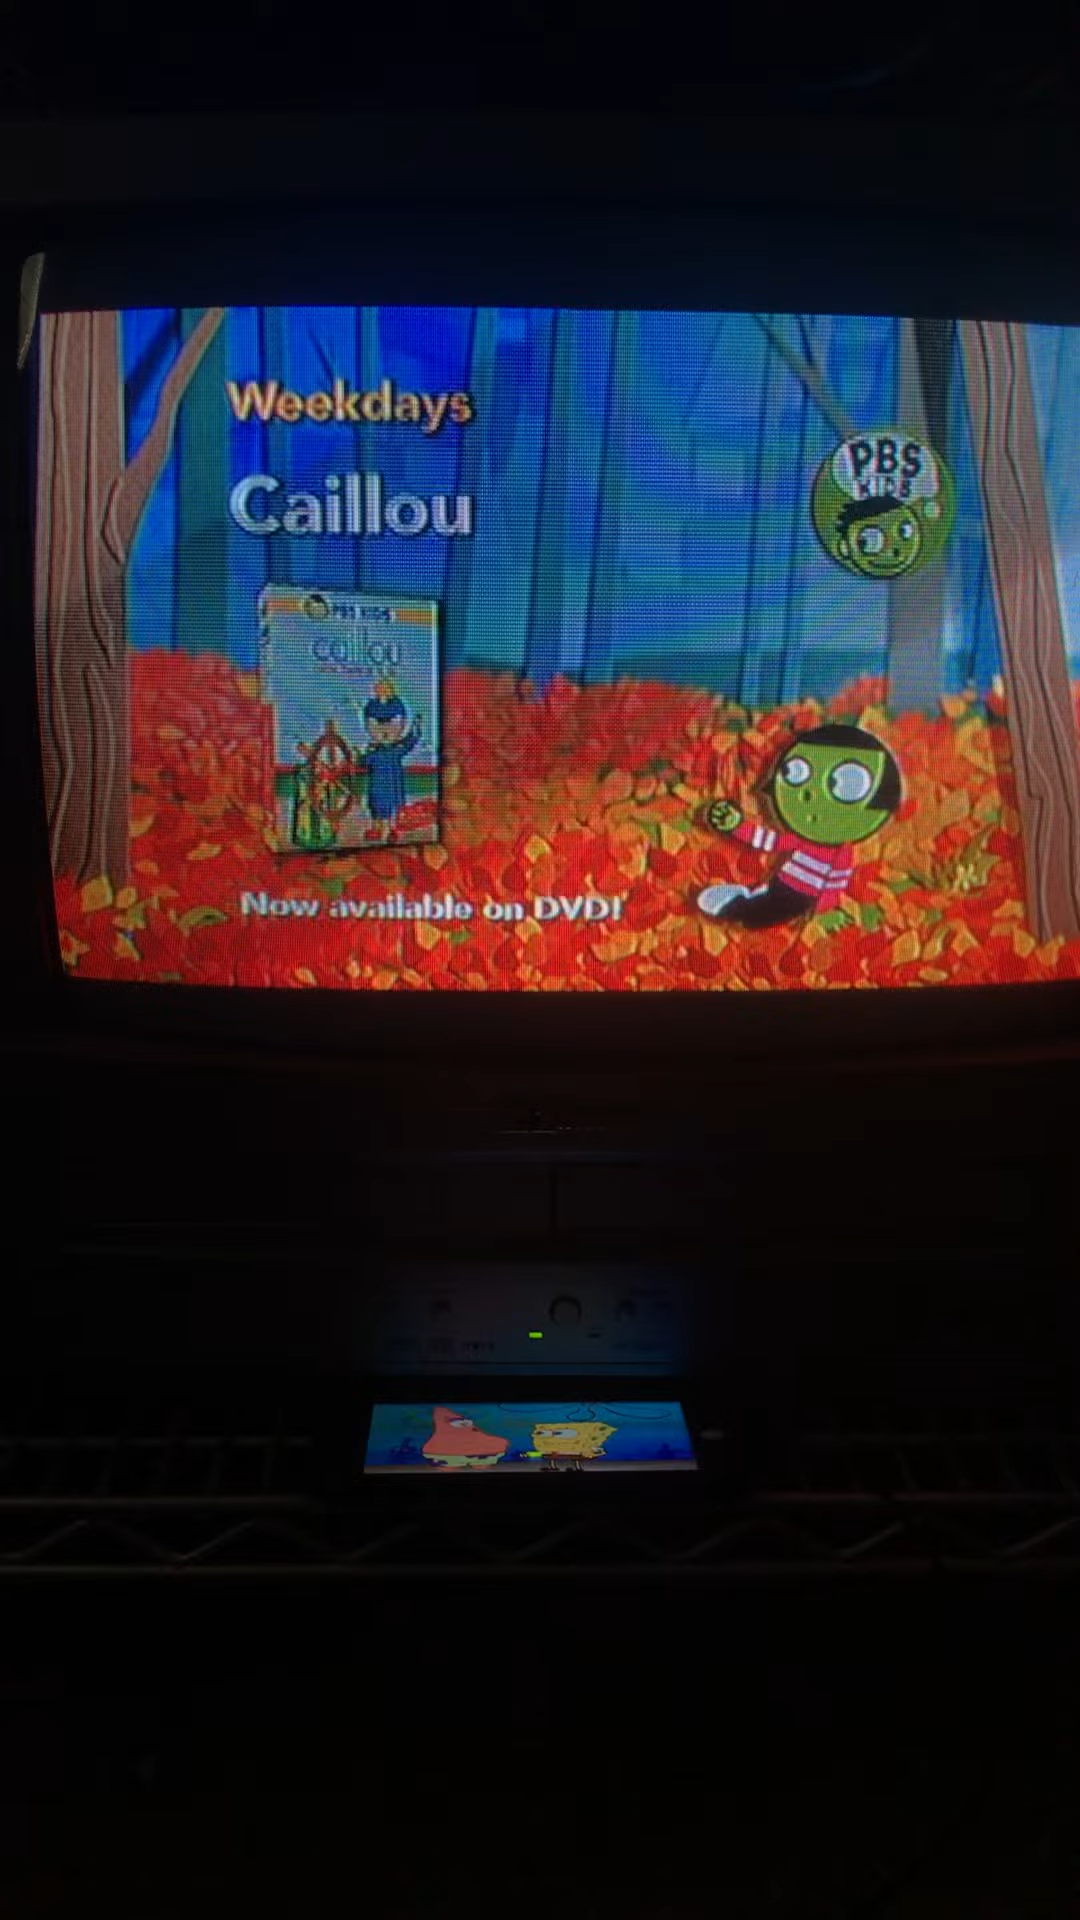 Weekdays
Caillou
PBS
KIDS
PBS KIDS
caillou
Now available on DVD!